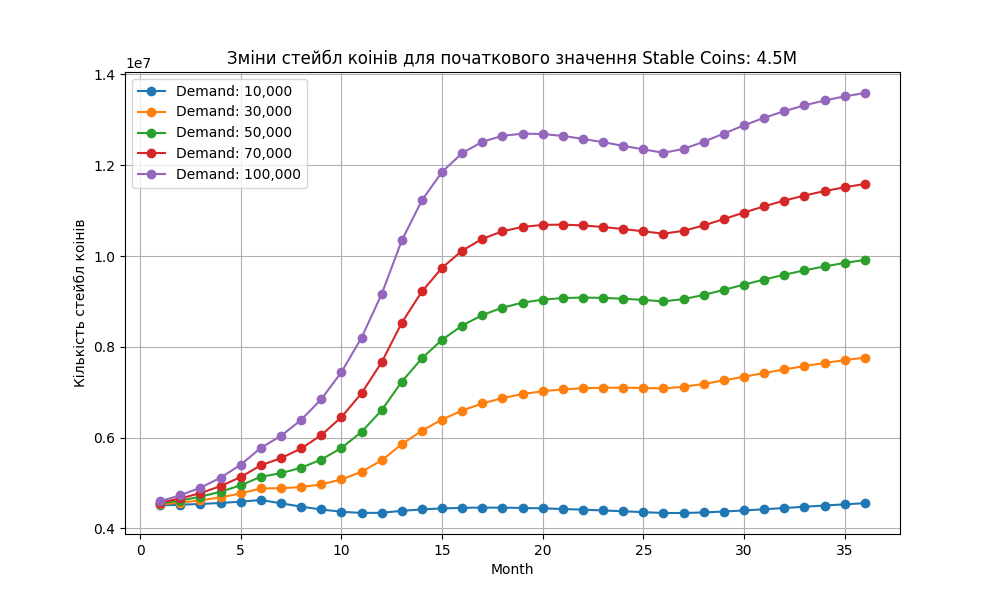 Зміни стейбл коінів для початкового значення Stable Coins: 4.5M
1e7
1.4
1.2
1.0
0.8
0.6
0.4
Кількість стейбл коінів
Demand: 10,000
Demand: 30,000
Demand: 50,000
Demand: 70,000
Demand: 100,000
0
5
10
15
20
25
30
35
Month